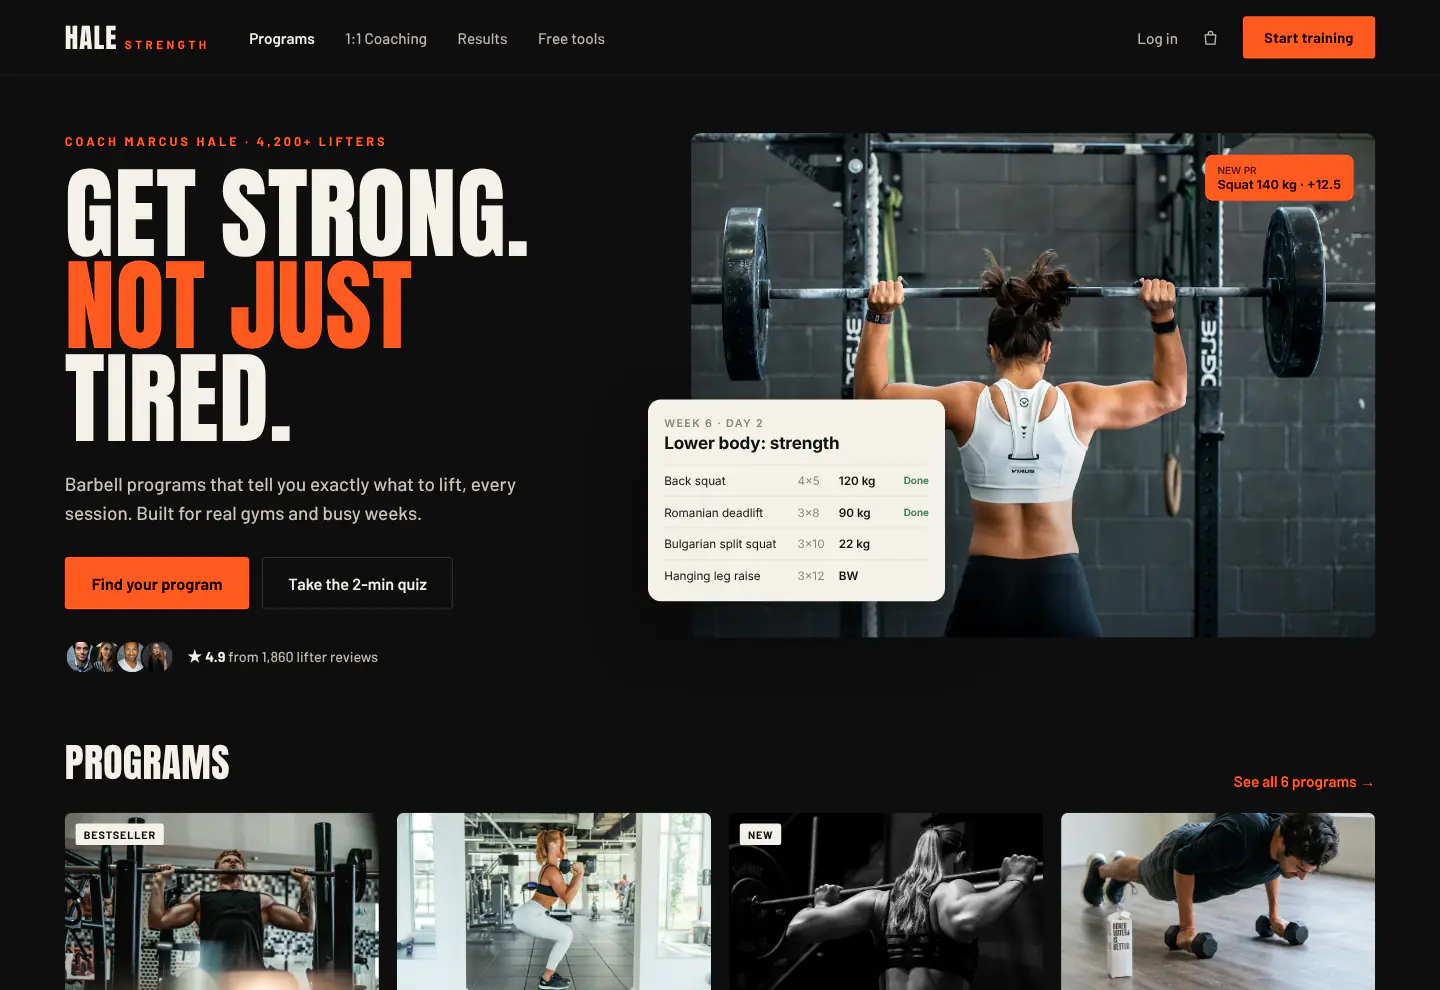 HALE STRENGTH
Programs
1:1 Coaching
Results
Free tools
Log in
Start training
COACH MARCUS HALE · 4,200+ LIFTERS
GET STRONG.
NOT JUST
TIRED.
Barbell programs that tell you exactly what to lift, every
session. Built for real gyms and busy weeks.
Find your program
Take the 2-min quiz
★ 4.9 from 1,860 lifter reviews
NEW PR
Squat 140 kg · +12.5
VIRUS
WEEK 6 · DAY 2
Lower body: strength
Back squat 4×5 120 kg Done
Romanian deadlift 3×8 90 kg Done
Bulgarian split squat 3×10 22 kg
Hanging leg raise 3×12 BW
PROGRAMS
See all 6 programs →
BESTSELLER
NEW